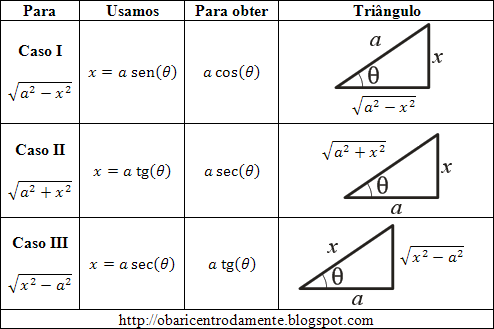 Para Usamos Para obter Triângulo
Caso I
√(a² − x²) x = a sen(θ) a cos(θ) a x θ √(a² − x²)
Caso II
√(a² + x²) x = a tg(θ) a sec(θ) √(a² + x²) x θ a
Caso III
√(x² − a²) x = a sec(θ) a tg(θ) x √(x² − a²) θ a
http://obaricentrodamente.blogspot.com